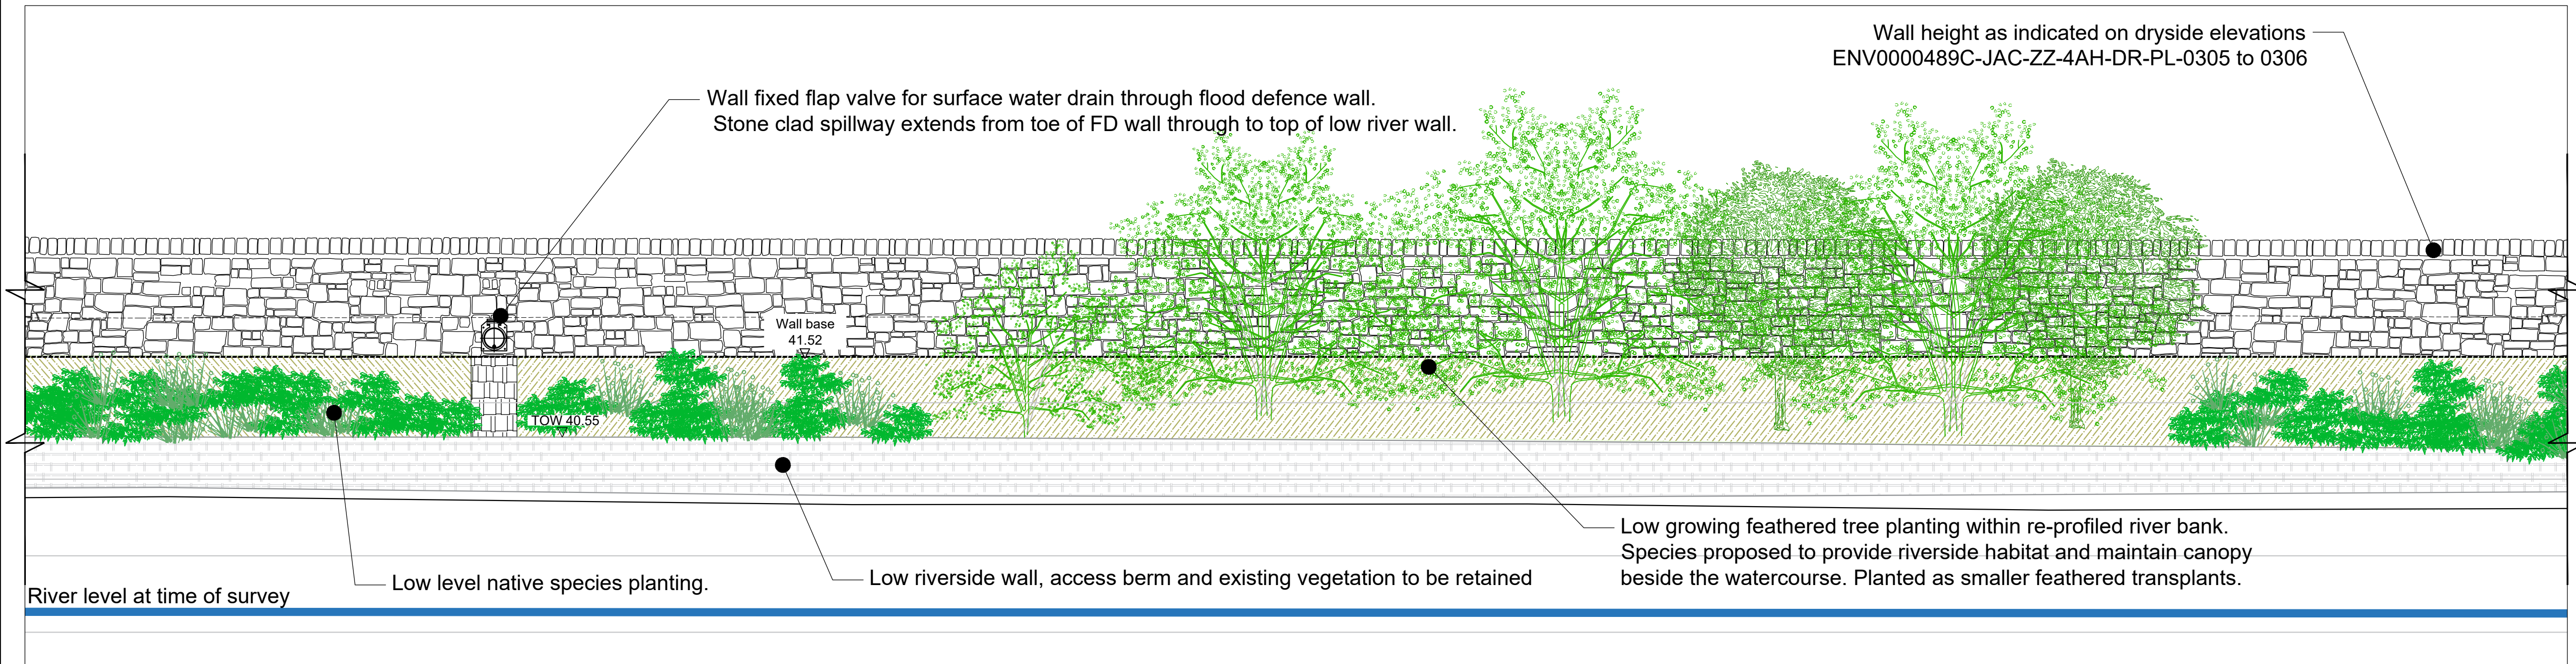 Wall height as indicated on dryside elevations
ENV0000489C-JAC-ZZ-4AH-DR-PL-0305 to 0306
Wall fixed flap valve for surface water drain through flood defence wall.
Stone clad spillway extends from toe of FD wall through to top of low river wall.
Wall base
41.52
TOW 40.55
Low growing feathered tree planting within re-profiled river bank.
Species proposed to provide riverside habitat and maintain canopy
beside the watercourse. Planted as smaller feathered transplants.
Low riverside wall, access berm and existing vegetation to be retained
Low level native species planting.
River level at time of survey